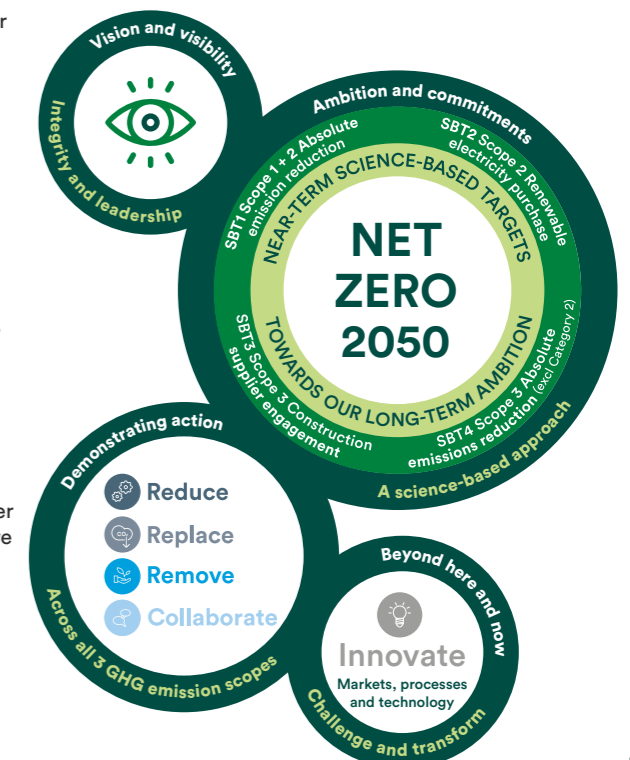 r
Vision and visibility
Integrity and leadership
Ambition and commitments
SBT1 Scope 1 + 2 Absolute
emission reduction
SBT2 Scope 2 Renewable
electricity purchase
NEAR-TERM SCIENCE-BASED TARGETS
NET
ZERO
2050
TOWARDS OUR LONG-TERM AMBITION
SBT3 Scope 3 Construction
supplier engagement
SBT4 Scope 3 Absolute
emissions reduction (excl Category 2)
A science-based approach
er
e
Demonstrating action
Reduce
Replace
Remove
Collaborate
Across all 3 GHG emission scopes
Beyond here and now
Innovate
Markets, processes
and technology
Challenge and transform